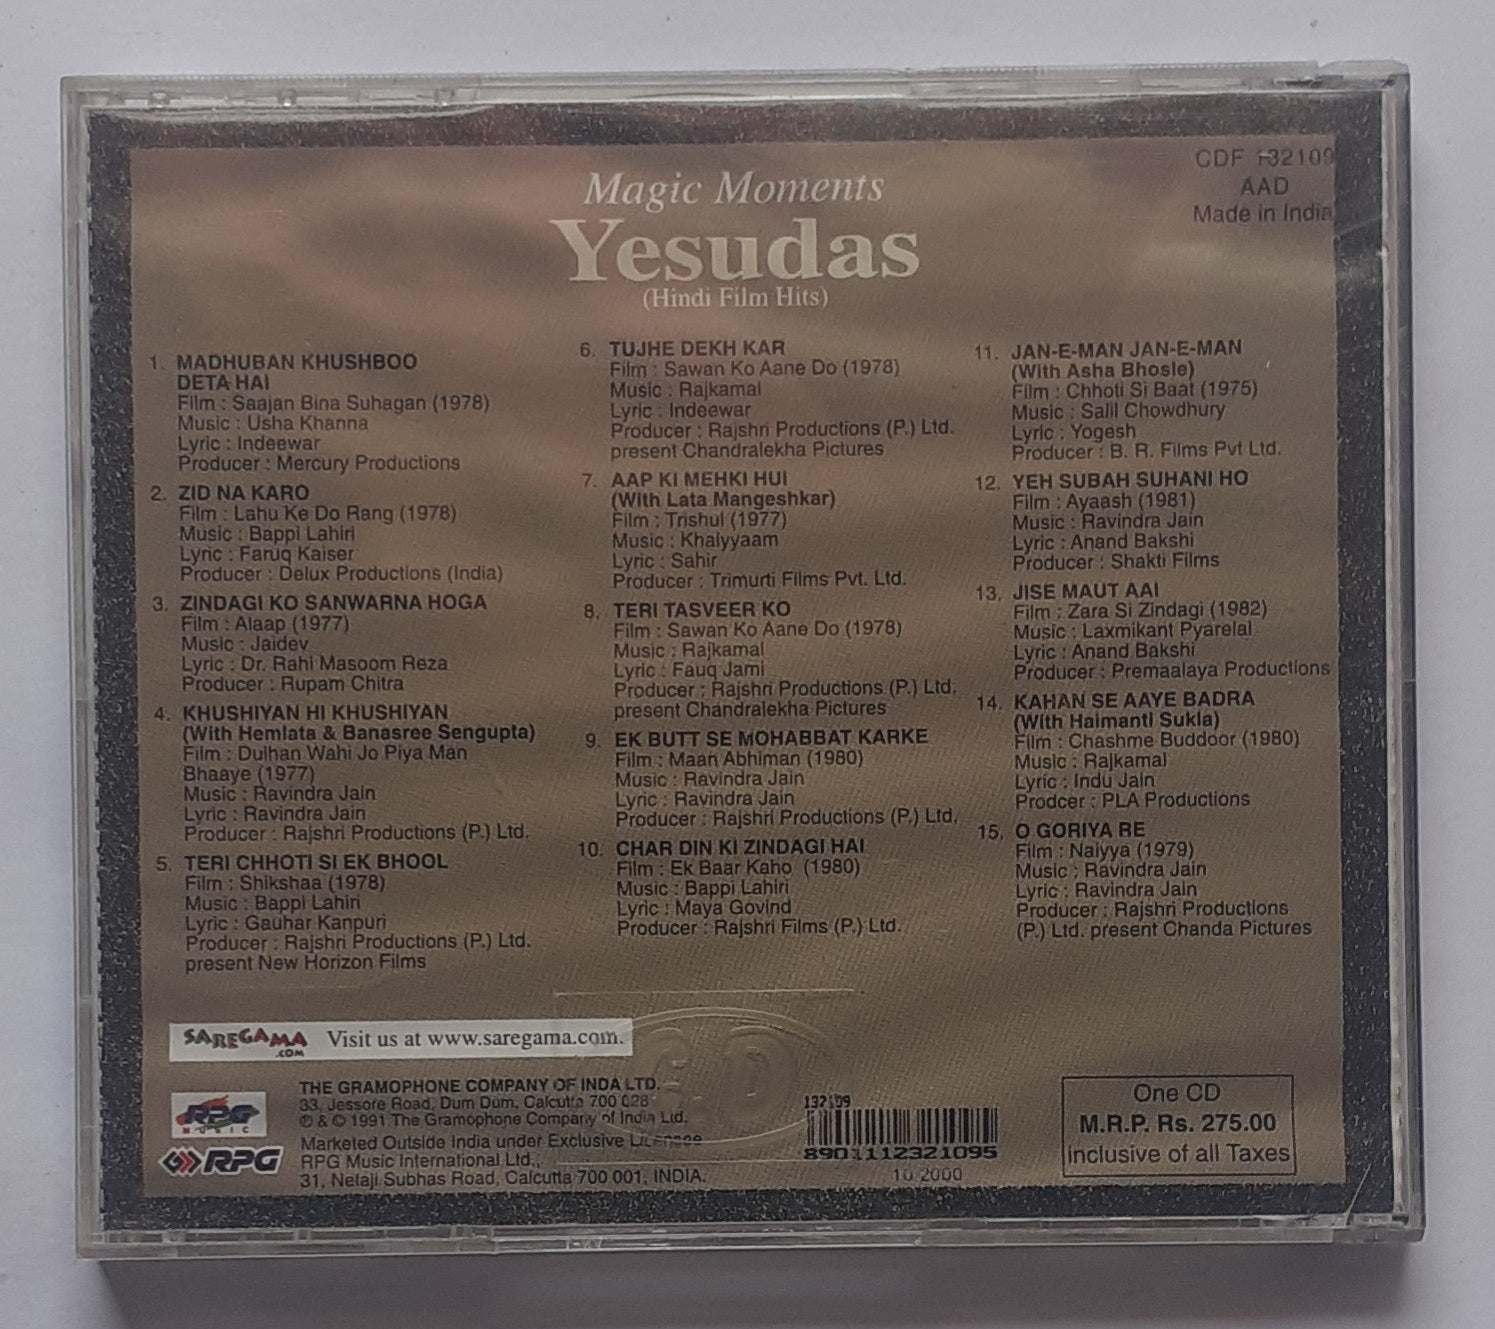 CDF 132109
AAD
Made in India
Magic Moments
Yesudas
(Hindi Film Hits)
1. MADHUBAN KHUSHBOO
DETA HAI
Film : Saajan Bina Suhagan (1978)
Music : Usha Khanna
Lyric : Indeewar
Producer : Mercury Productions
2. ZID NA KARO
Film : Lahu Ke Do Rang (1978)
Music : Bappi Lahiri
Lyric : Faruq Kaiser
Producer : Delux Productions (India)
3. ZINDAGI KO SANWARNA HOGA
Film : Alaap (1977)
Music : Jaidev
Lyric : Dr. Rahi Masoom Reza
Producer : Rupam Chitra
4. KHUSHIYAN HI KHUSHIYAN
(With Hemlata & Banasree Sengupta)
Film : Dulhan Wahi Jo Piya Man
Bhaaye (1977)
Music : Ravindra Jain
Lyric : Ravindra Jain
Producer : Rajshri Productions (P.) Ltd.
5. TERI CHHOTI SI EK BHOOL
Film : Shikshaa (1978)
Music : Bappi Lahiri
Lyric : Gauhar Kanpuri
Producer : Rajshri Productions (P.) Ltd.
present New Horizon Films
6. TUJHE DEKH KAR
Film : Sawan Ko Aane Do (1978)
Music : Rajkamal
Lyric : Indeewar
Producer : Rajshri Productions (P.) Ltd.
present Chandralekha Pictures
7. AAP KI MEHKI HUI
(With Lata Mangeshkar)
Film : Trishul (1977)
Music : Khaiyyaam
Lyric : Sahir
Producer : Trimurti Films Pvt. Ltd.
8. TERI TASVEER KO
Film : Sawan Ko Aane Do (1978)
Music : Rajkamal
Lyric : Fauq Jami
Producer : Rajshri Productions (P.) Ltd.
present Chandralekha Pictures
9. EK BUTT SE MOHABBAT KARKE
Film : Maan Abhiman (1980)
Music : Ravindra Jain
Lyric : Ravindra Jain
Producer : Rajshri Productions (P.) Ltd.
10. CHAR DIN KI ZINDAGI HAI
Film : Ek Baar Kaho (1980)
Music : Bappi Lahiri
Lyric : Maya Govind
Producer : Rajshri Films (P.) Ltd.
11. JAN-E-MAN JAN-E-MAN
(With Asha Bhosle)
Film : Chhoti Si Baat (1975)
Music : Salil Chowdhury
Lyric : Yogesh
Producer : B. R. Films Pvt Ltd.
12. YEH SUBAH SUHANI HO
Film : Ayaash (1981)
Music : Ravindra Jain
Lyric : Anand Bakshi
Producer : Shakti Films
13. JISE MAUT AAI
Film : Zara Si Zindagi (1982)
Music : Laxmikant Pyarelal
Lyric : Anand Bakshi
Producer : Premaalaya Productions
14. KAHAN SE AAYE BADRA
(With Haimanti Sukla)
Film : Chashme Buddoor (1980)
Music : Rajkamal
Lyric : Indu Jain
Prodcer : PLA Productions
15. O GORIYA RE
Film : Naiyya (1979)
Music : Ravindra Jain
Lyric : Ravindra Jain
Producer : Rajshri Productions
(P.) Ltd. present Chanda Pictures
SAREGAMA
.COM
Visit us at www.saregama.com.
RPG
MUSIC
RPG
THE GRAMOPHONE COMPANY OF INDA LTD.
33, Jessore Road, Dum Dum, Calcutta 700 028
℗ & © 1991 The Gramophone Company of India Ltd.
Marketed Outside India under Exclusive Licensee
RPG Music International Ltd.,
31, Netaji Subhas Road, Calcutta 700 001, INDIA.
CD
132109
8901112321095
10 2000
One CD
M.R.P. Rs. 275.00
inclusive of all Taxes